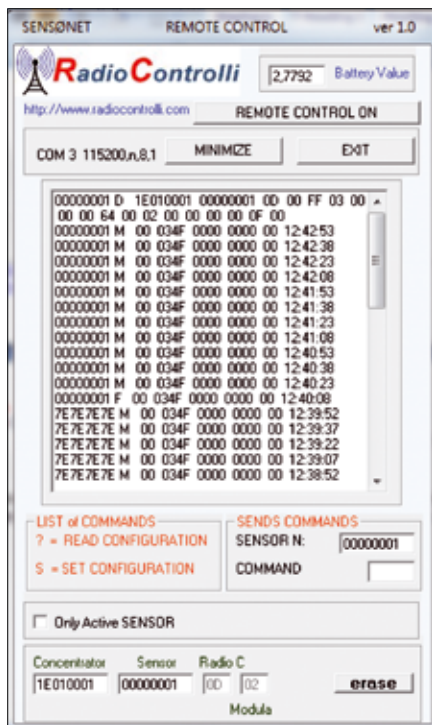 SENSØNET REMOTE CONTROL ver 1.0
RadioControlli 2,7792 Battery Value
http://www.radiocontrolli.com REMOTE CONTROL ON
COM 3 115200,n,8,1 MINIMIZE EXIT
00000001 D 1E010001 00000001 0D 00 FF 03 00
00 00 64 00 02 00 00 00 00 0F 00
00000001 M 00 034F 0000 0000 00 12:42:53
00000001 M 00 034F 0000 0000 00 12:42:38
00000001 M 00 034F 0000 0000 00 12:42:23
00000001 M 00 034F 0000 0000 00 12:42:08
00000001 M 00 034F 0000 0000 00 12:41:53
00000001 M 00 034F 0000 0000 00 12:41:38
00000001 M 00 034F 0000 0000 00 12:41:23
00000001 M 00 034F 0000 0000 00 12:41:08
00000001 M 00 034F 0000 0000 00 12:40:53
00000001 M 00 034F 0000 0000 00 12:40:38
00000001 M 00 034F 0000 0000 00 12:40:23
00000001 F 00 034F 0000 0000 00 12:40:08
7E7E7E7E M 00 034F 0000 0000 00 12:39:52
7E7E7E7E M 00 034F 0000 0000 00 12:39:37
7E7E7E7E M 00 034F 0000 0000 00 12:39:22
7E7E7E7E M 00 034F 0000 0000 00 12:39:07
7E7E7E7E M 00 034F 0000 0000 00 12:38:52
LIST of COMMANDS SENDS COMMANDS
? = READ CONFIGURATION SENSOR N: 00000001
S = SET CONFIGURATION COMMAND
Only Active SENSOR
Concentrator Sensor Radio C
1E010001 00000001 0D 02 erase
Modula